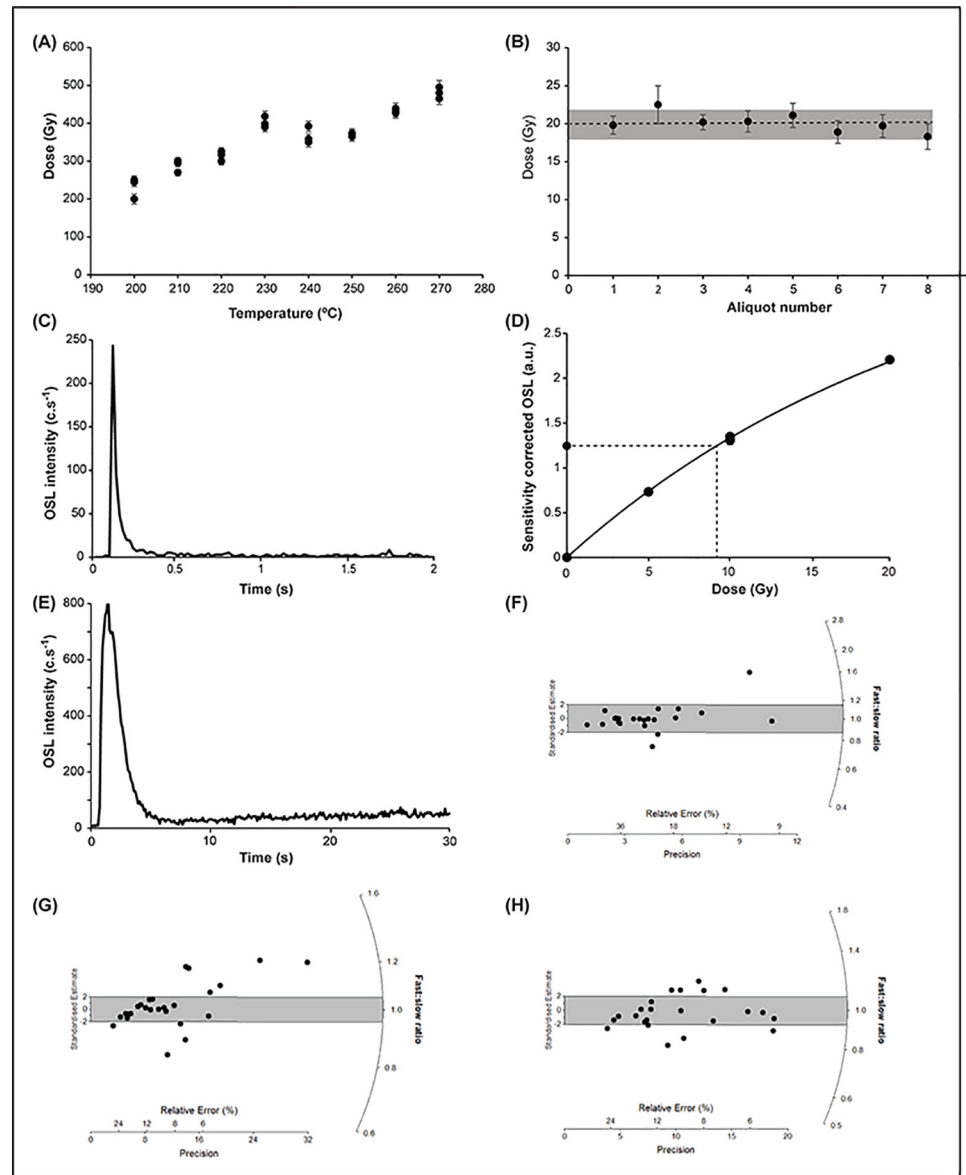 (A)
600
500
400
300
200
100
0
Dose (Gy)
190 200 210 220 230 240 250 260 270 280
Temperature (ºC)
(B)
30
25
20
15
10
5
0
Dose (Gy)
0 1 2 3 4 5 6 7 8
Aliquot number
(C)
250
200
150
100
50
0
OSL intensity (c.s⁻¹)
0 0.5 1 1.5 2
Time (s)
(D)
2.5
2
1.5
1
0.5
0
Sensitivity corrected OSL (a.u.)
0 5 10 20
Dose (Gy)
(E)
800
600
400
200
0
OSL intensity (c.s⁻¹)
0 10 20 30
Time (s)
(F)
2.8
2.0
1.6
1.2
1.0
0.8
0.6
0.4
Fast:slow ratio
Standardised Estimate
2
0
-2
Relative Error (%)
36 18 12 9
0 3 6 9 12
Precision
(G)
1.6
1.2
1.0
0.8
0.6
Fast:slow ratio
Standardised Estimate
2
0
-2
Relative Error (%)
24 12 8 6
0 8 16 24 32
Precision
(H)
1.8
1.4
1.0
0.8
0.6
0.5
Fast:slow ratio
Standardised Estimate
2
0
-2
Relative Error (%)
24 12 8 6
0 5 10 15 20
Precision